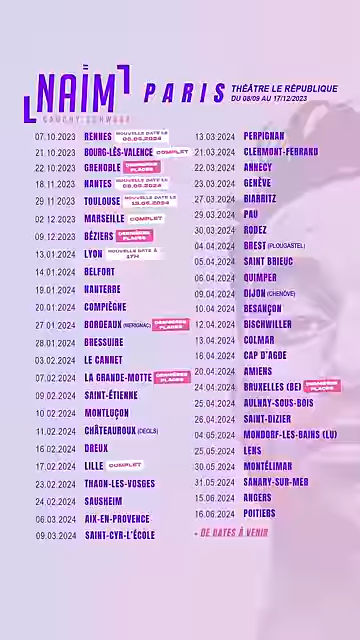 NAÏM
PARIS
THÉÂTRE LE RÉPUBLIQUE
DU 08/09 AU 17/12/2023
07.10.2023 RENNES NOUVELLE DATE LE
21.10.2023 BOURG-LÈS-VALENCE COMPLET
22.10.2023 GRENOBLE DERNIÈRES PLACES
18.11.2023 NANTES NOUVELLE DATE LE
29.11.2023 TOULOUSE NOUVELLE DATE LE
02.12.2023 MARSEILLE COMPLET
09.12.2023 BÉZIERS DERNIÈRES PLACES
13.01.2024 LYON NOUVELLE DATE À 17H
14.01.2024 BELFORT
19.01.2024 NANTERRE
20.01.2024 COMPIÈGNE
27.01.2024 BORDEAUX (MERIGNAC) DERNIÈRES PLACES
28.01.2024 BRESSUIRE
03.02.2024 LE CANNET
07.02.2024 LA GRANDE-MOTTE DERNIÈRES PLACES
09.02.2024 SAINT-ÉTIENNE
10.02.2024 MONTLUÇON
11.02.2024 CHÂTEAUROUX (DEOLS)
16.02.2024 DREUX
17.02.2024 LILLE COMPLET
23.02.2024 THAON-LES-VOSGES
24.02.2024 SAUSHEIM
06.03.2024 AIX-EN-PROVENCE
09.03.2024 SAINT-CYR-L'ÉCOLE
13.03.2024 PERPIGNAN
21.03.2024 CLERMONT-FERRAND
22.03.2024 ANNECY
23.03.2024 GENÈVE
27.03.2024 BIARRITZ
29.03.2024 PAU
30.03.2024 RODEZ
04.04.2024 BREST (PLOUGASTEL)
05.04.2024 SAINT BRIEUC
06.04.2024 QUIMPER
09.04.2024 DIJON (CHENÔVE)
10.04.2024 BESANÇON
12.04.2024 BISCHWILLER
13.04.2024 COLMAR
16.04.2024 CAP D'AGDE
20.04.2024 AMIENS
24.04.2024 BRUXELLES (BE) DERNIÈRES PLACES
25.04.2024 AULNAY-SOUS-BOIS
26.04.2024 SAINT-DIZIER
04.05.2024 MONDORF-LES-BAINS (LU)
25.05.2024 LENS
30.05.2024 MONTÉLIMAR
31.05.2024 SANARY-SUR-MER
15.06.2024 ANGERS
16.06.2024 POITIERS
+ DE DATES À VENIR